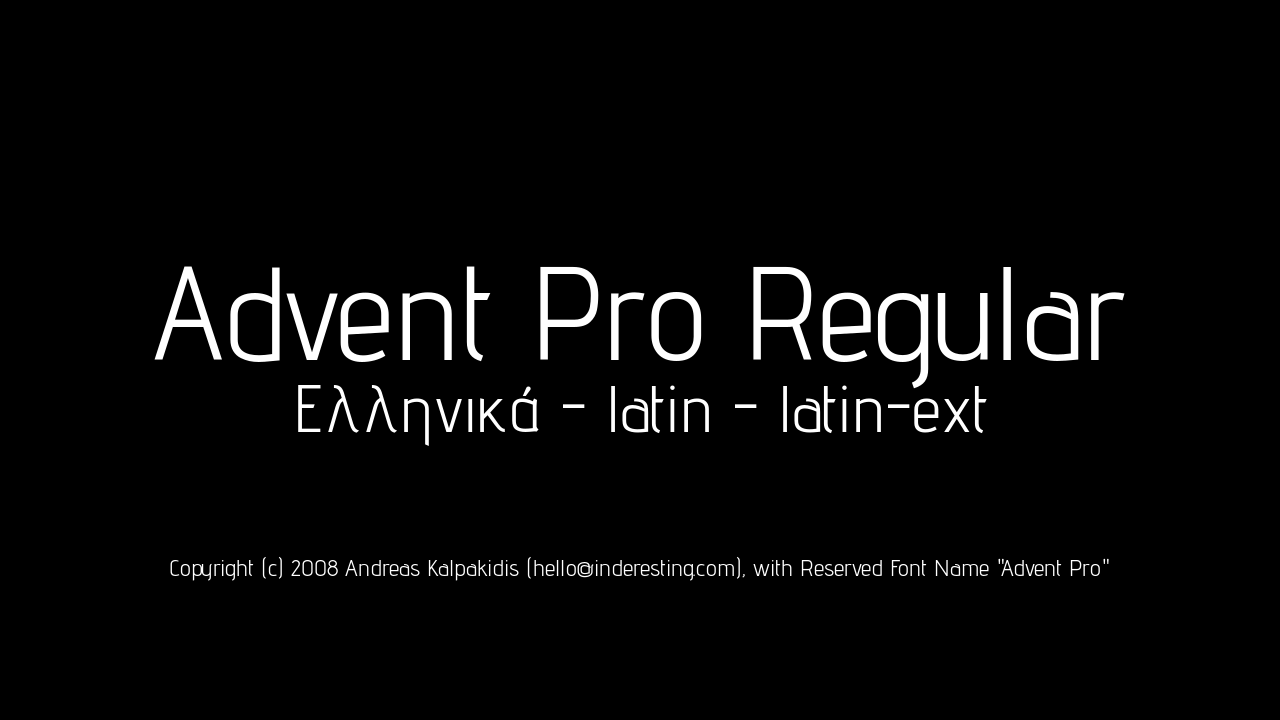 Advent Pro Regular
Ελληνικά - latin - latin-ext
Copyright (c) 2008 Andreas Kalpakidis (hello@inderesting.com), with Reserved Font Name "Advent Pro"